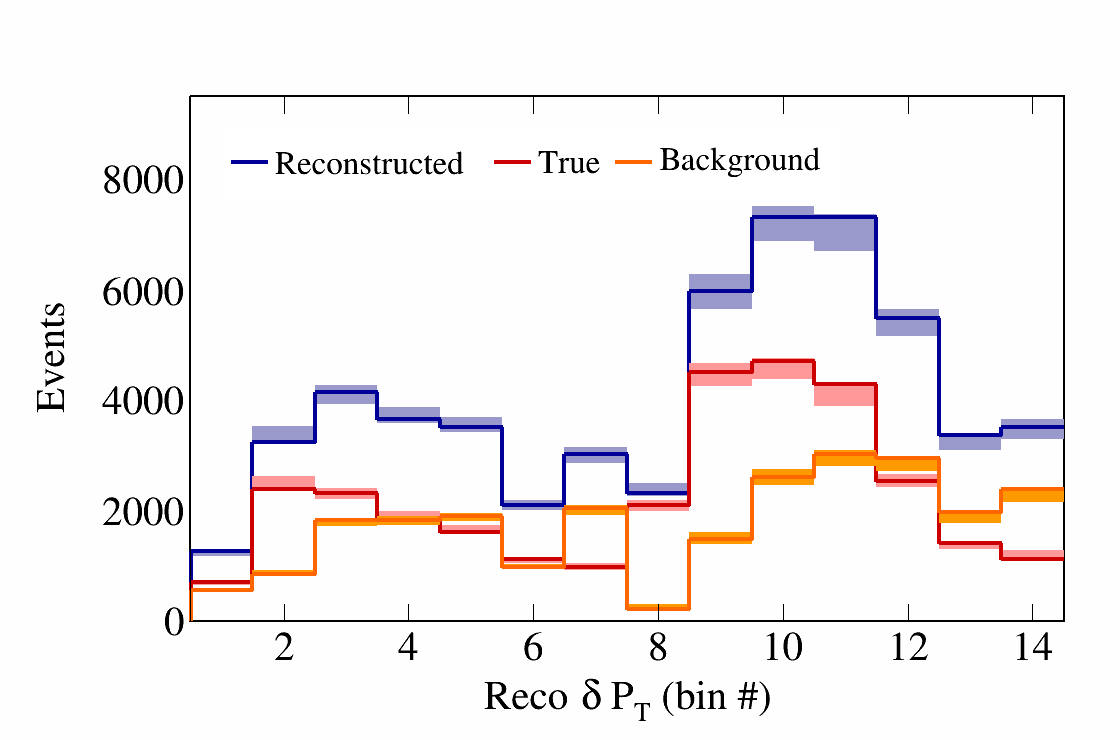 Reconstructed True Background
8000
6000
4000
2000
0
Events
2 4 6 8 10 12 14
Reco δ P_T (bin #)